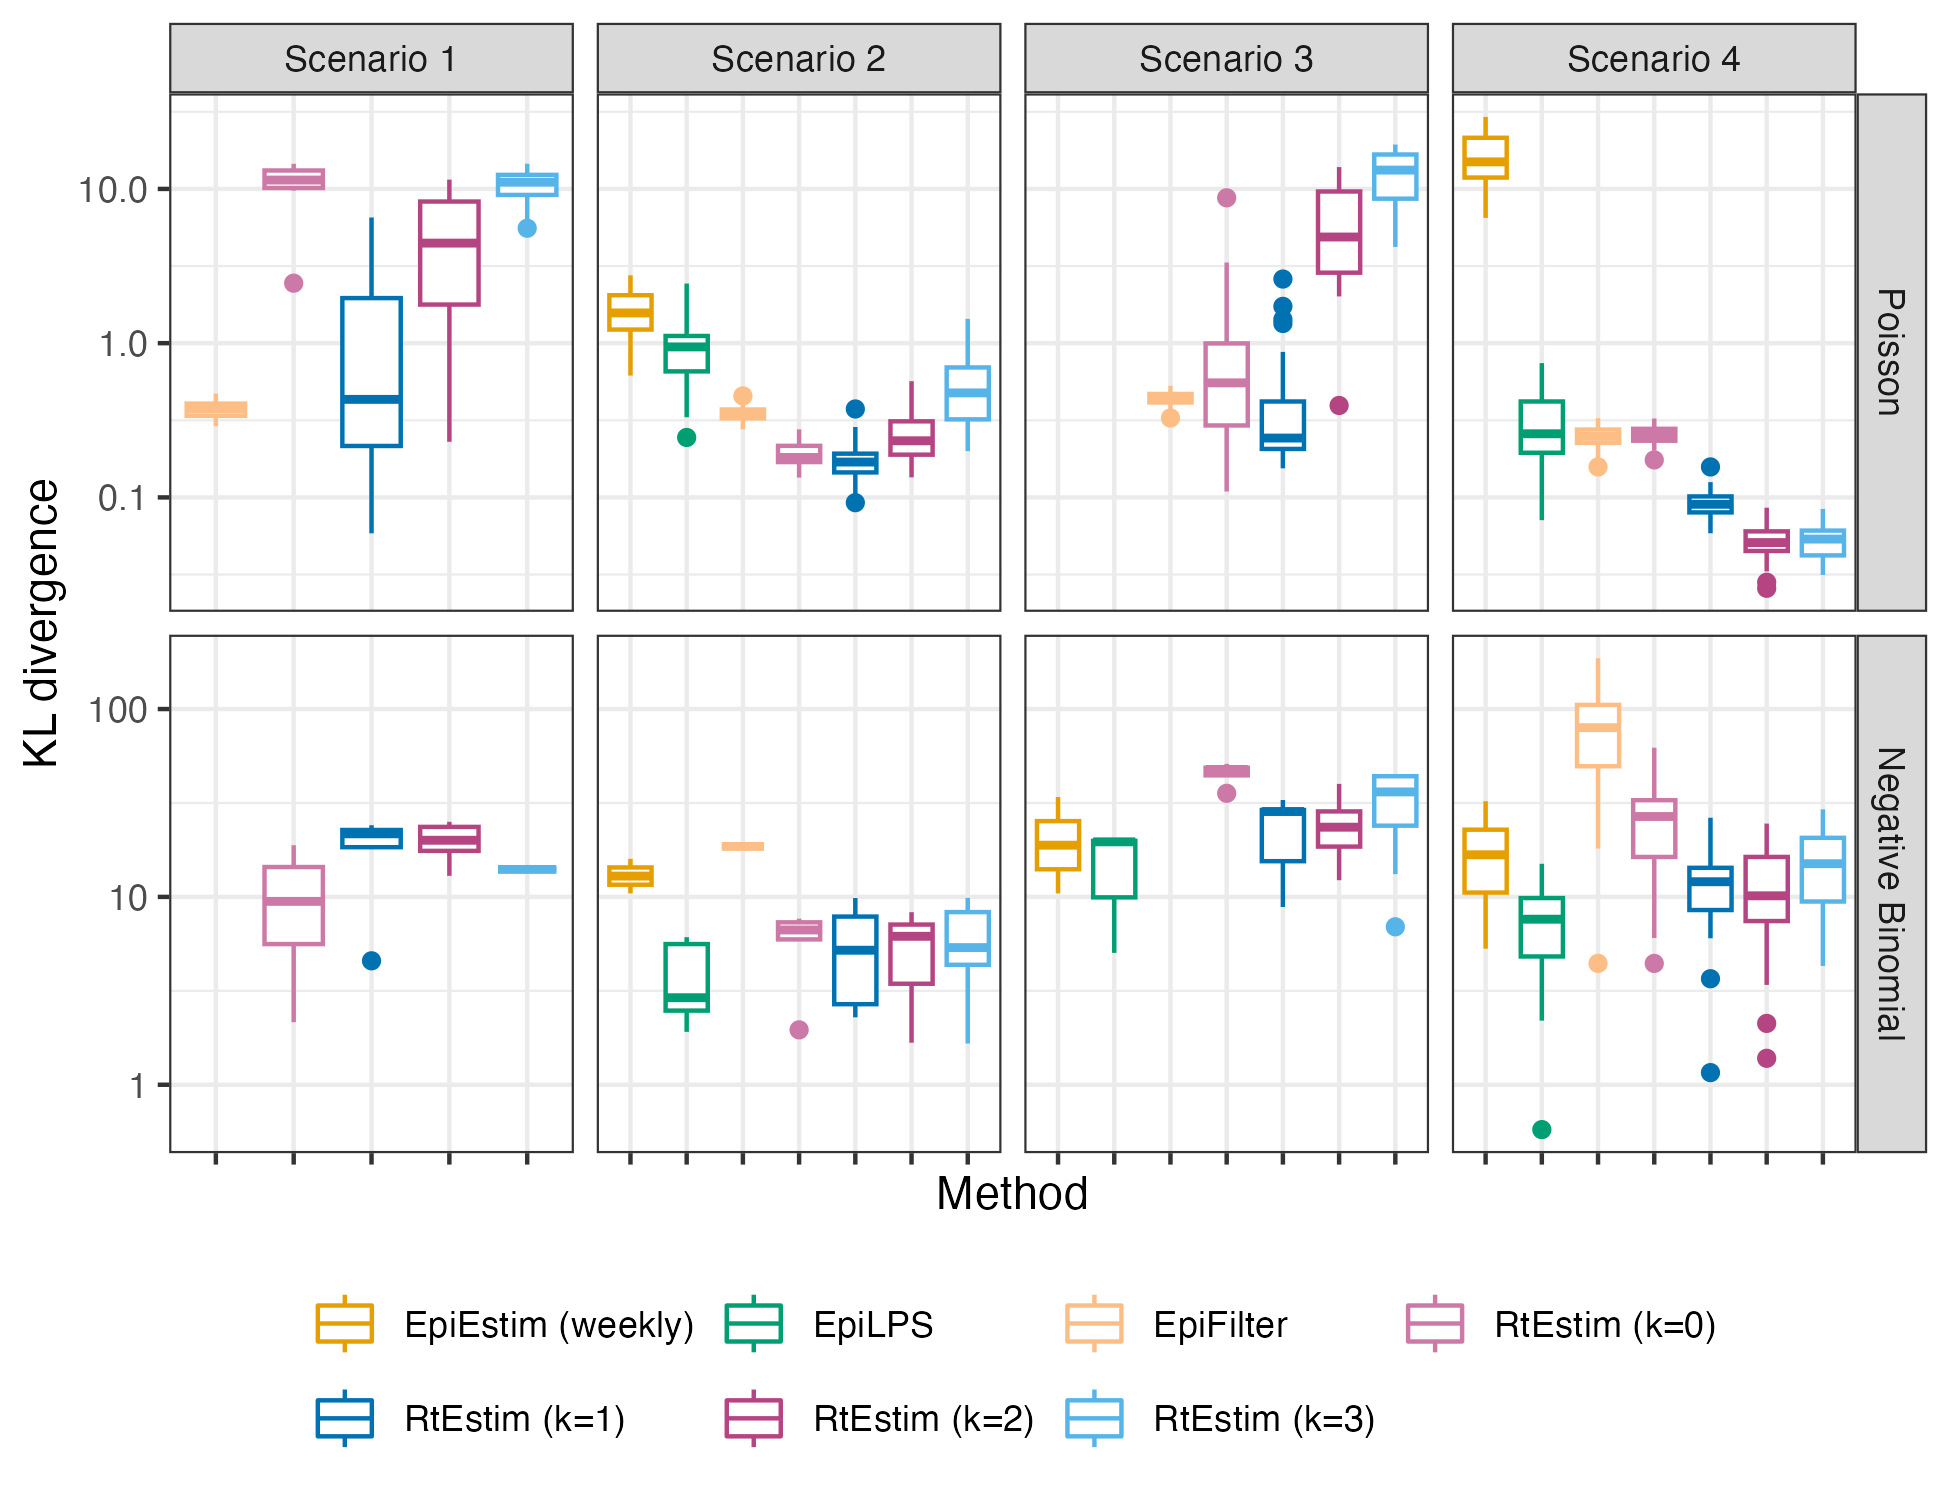 Scenario 1
Scenario 2
Scenario 3
Scenario 4
KL divergence
10.0
1.0
0.1
Poisson
100
10
1
Negative Binomial
Method
EpiEstim (weekly)
EpiLPS
EpiFilter
RtEstim (k=0)
RtEstim (k=1)
RtEstim (k=2)
RtEstim (k=3)